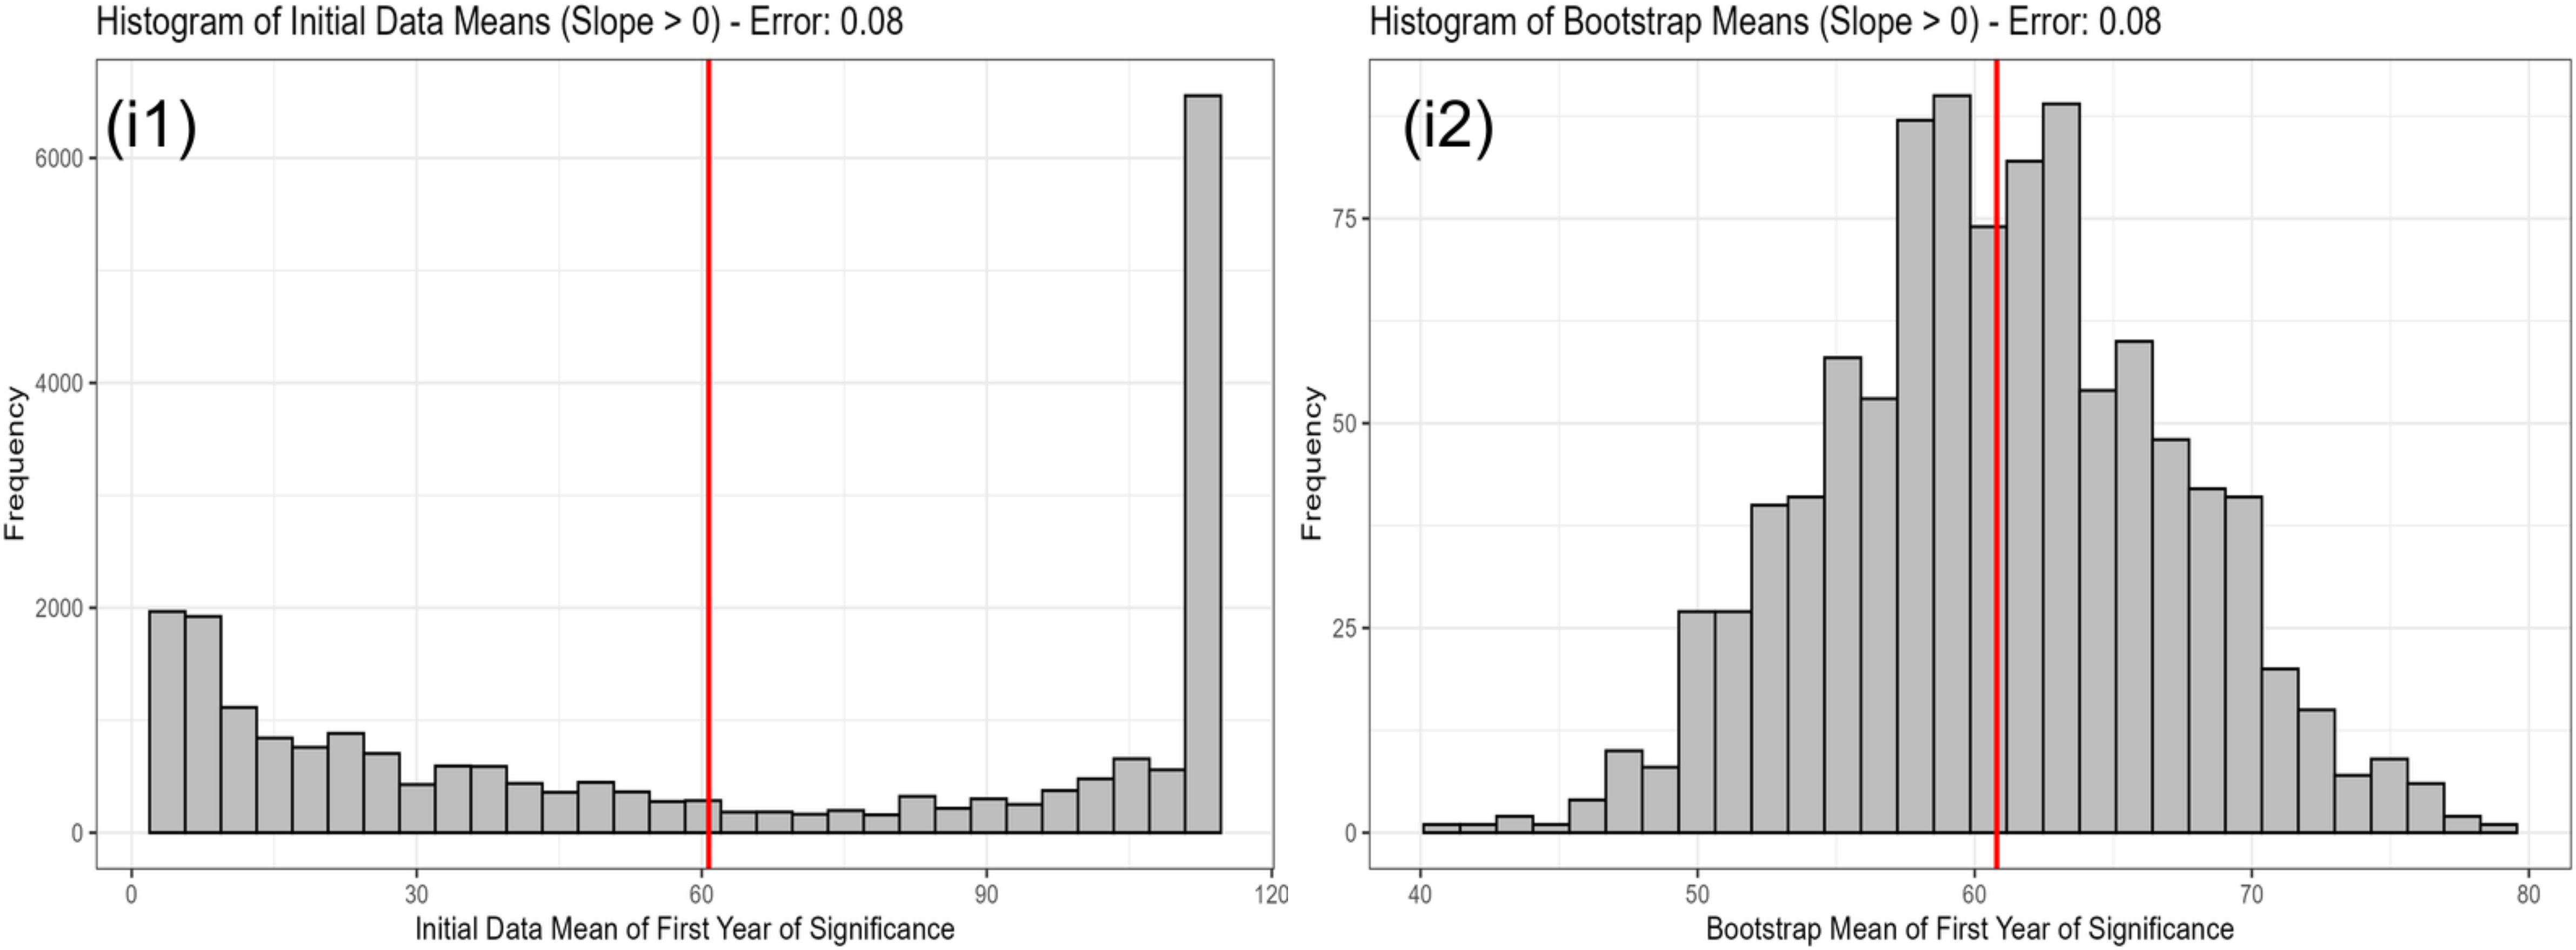 Histogram of Initial Data Means (Slope > 0) - Error: 0.08
(i1)
Frequency
6000
4000
2000
0
0 30 60 90 120
Initial Data Mean of First Year of Significance
Histogram of Bootstrap Means (Slope > 0) - Error: 0.08
(i2)
Frequency
75
50
25
0
40 50 60 70 80
Bootstrap Mean of First Year of Significance